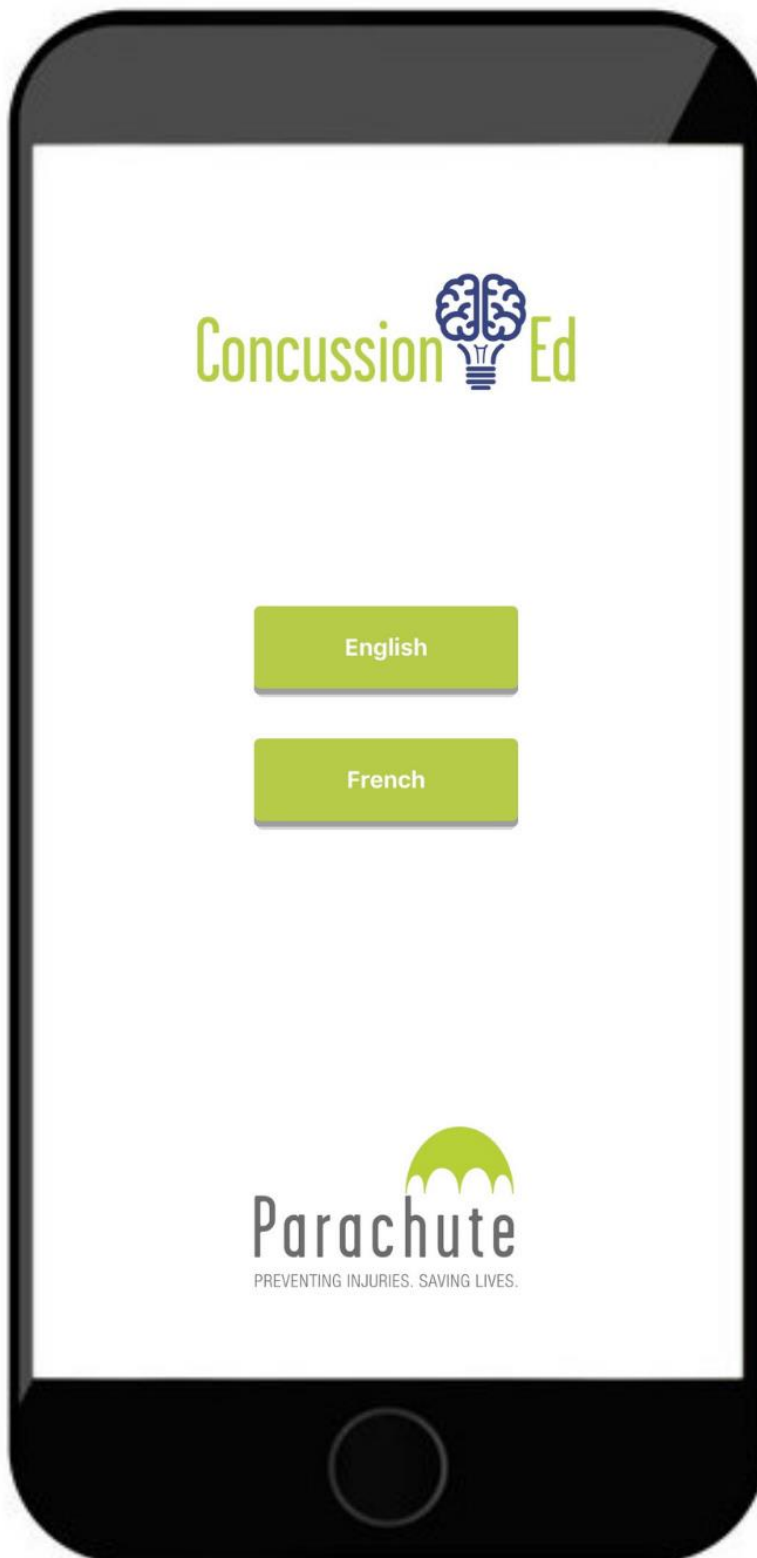 Concussion Ed
English
French
Parachute
PREVENTING INJURIES. SAVING LIVES.